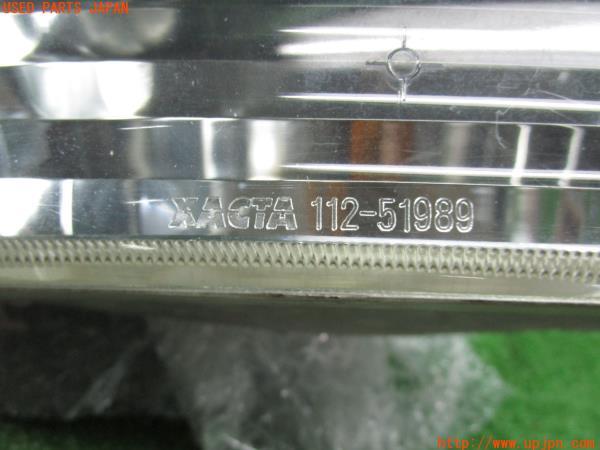 USED PARTS JAPAN
XACTA 112-51989
http://www.upjpn.com/